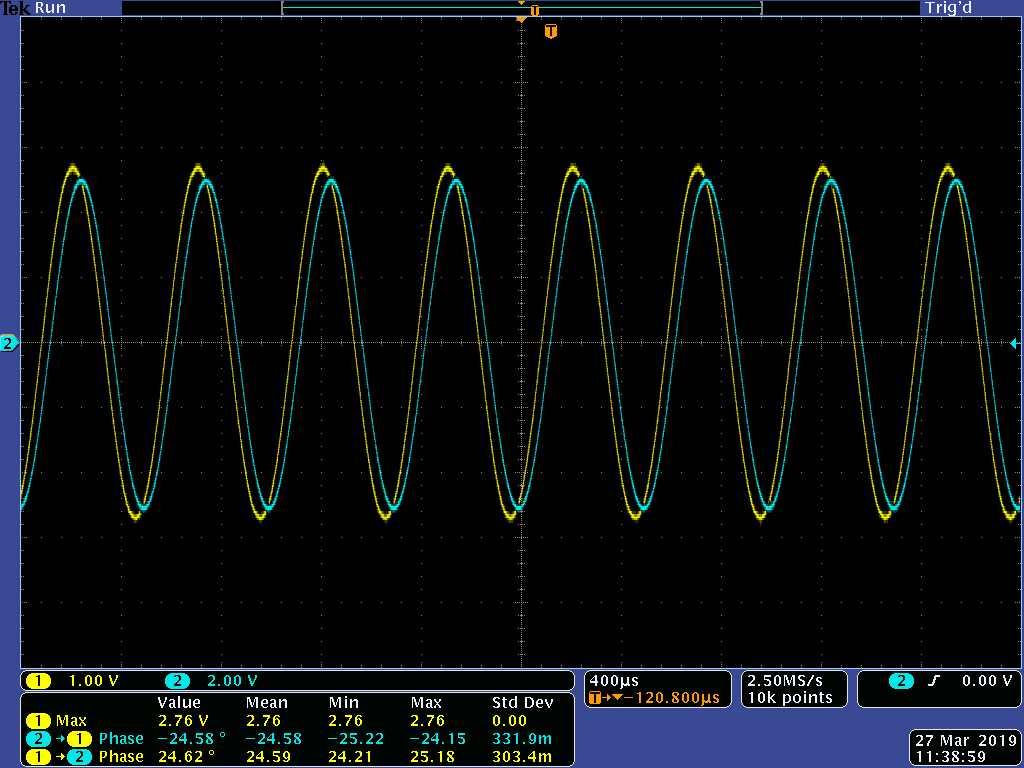 Tek Run Trig'd
T
T
2
1 1.00 V 2 2.00 V
400µs
T→▼−120.800µs
2.50MS/s
10k points
2 0.00 V
Value Mean Min Max Std Dev
1 Max 2.76 V 2.76 2.76 2.76 0.00
2 → 1 Phase −24.58 ° −24.58 −25.22 −24.15 331.9m
1 → 2 Phase 24.62 ° 24.59 24.21 25.18 303.4m
27 Mar 2019
11:38:59